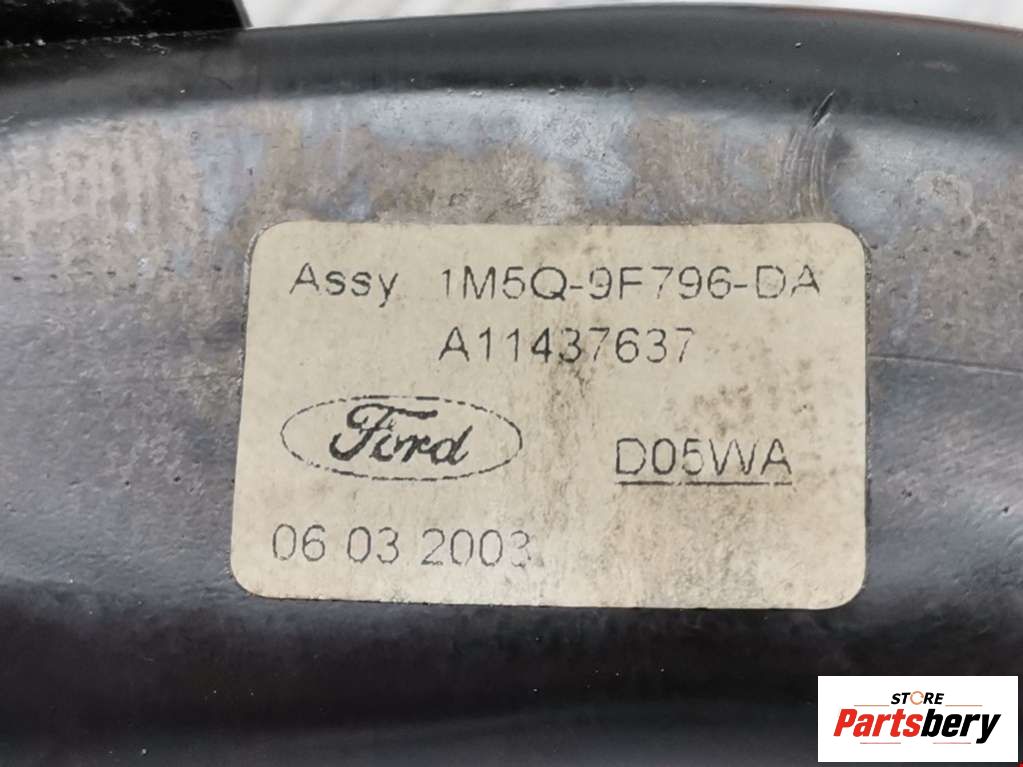 Assy 1M5Q-9F796-DA
A11437637
Ford
D05WA
06 03 2003
STORE
Partsbery